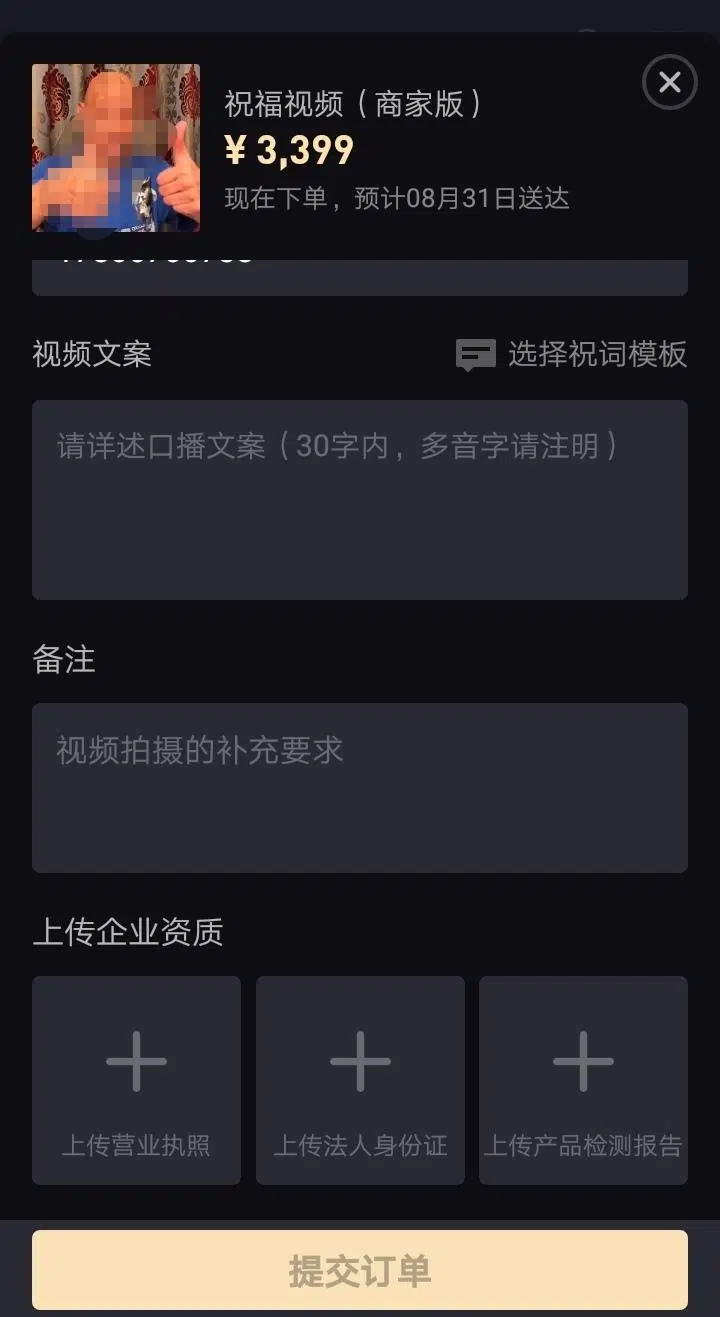 祝福视频（商家版）
¥ 3,399
现在下单，预计08月31日送达
视频文案
选择祝词模板
请详述口播文案（30字内，多音字请注明）
备注
视频拍摄的补充要求
上传企业资质
上传营业执照
上传法人身份证
上传产品检测报告
提交订单